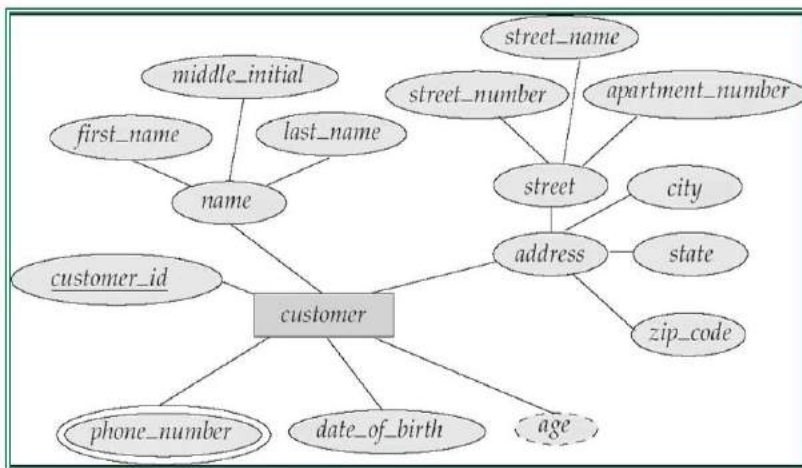 street_name
middle_initial
street_number
apartment_number
first_name
last_name
name
street
city
address
state
customer_id
customer
zip_code
phone_number
date_of_birth
age